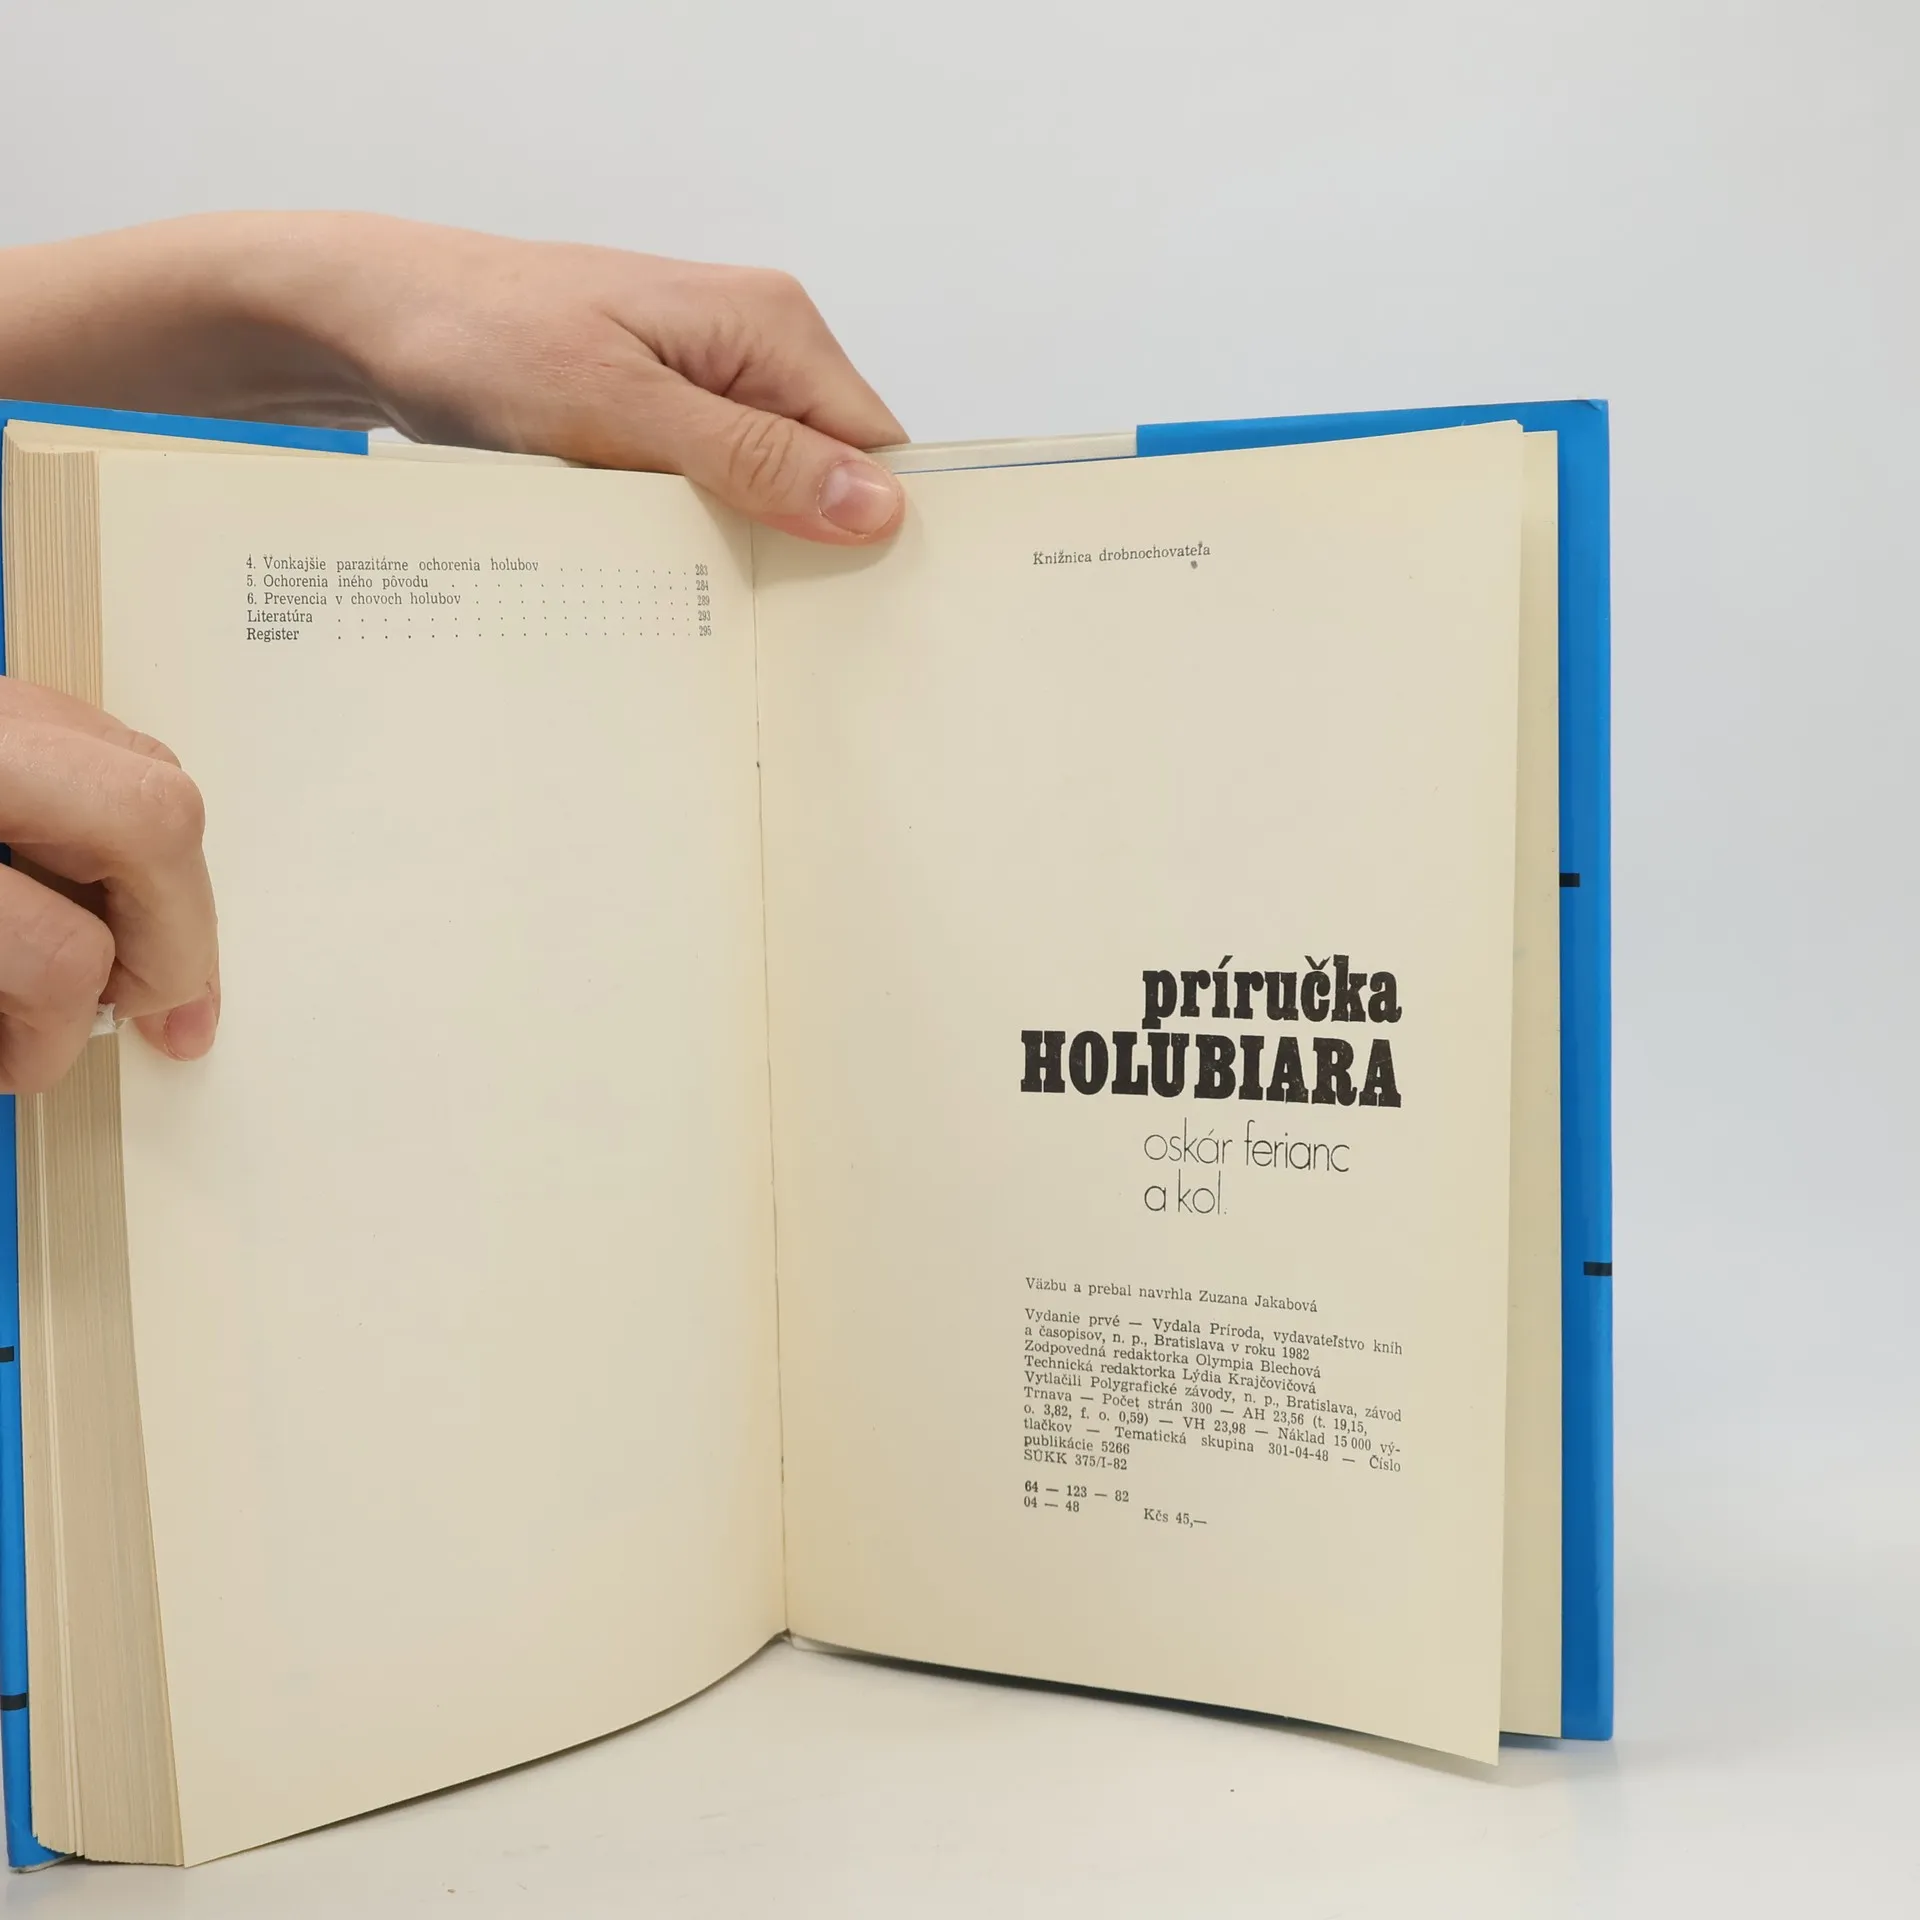 4. Vonkajšie parazitárne ochorenia holubov . . . . . . 283
5. Ochorenia iného pôvodu . . . . . . . . . . . 284
6. Prevencia v chovoch holubov . . . . . . . . . . 289
Literatúra . . . . . . . . . . . . . . . . 293
Register . . . . . . . . . . . . . . . . 295
Knižnica drobnochovateľa
príručka
HOLUBIARA
oskár ferianc
a kol.
Väzbu a prebal navrhla Zuzana Jakabová
Vydanie prvé — Vydala Príroda, vydavateľstvo kníh
a časopisov, n. p., Bratislava v roku 1982
Zodpovedná redaktorka Olympia Blechová
Technická redaktorka Lýdia Krajčovičová
Vytlačili Polygrafické závody, n. p., Bratislava, závod
Trnava — Počet strán 300 — AH 23,56 (t. 19,15,
o. 3,82, f. o. 0,59) — VH 23,98 — Náklad 15 000 vý-
tlačkov — Tematická skupina 301-04-48 — Číslo
publikácie 5266
SÚKK 375/I-82
64 — 123 — 82
04 — 48 Kčs 45,—